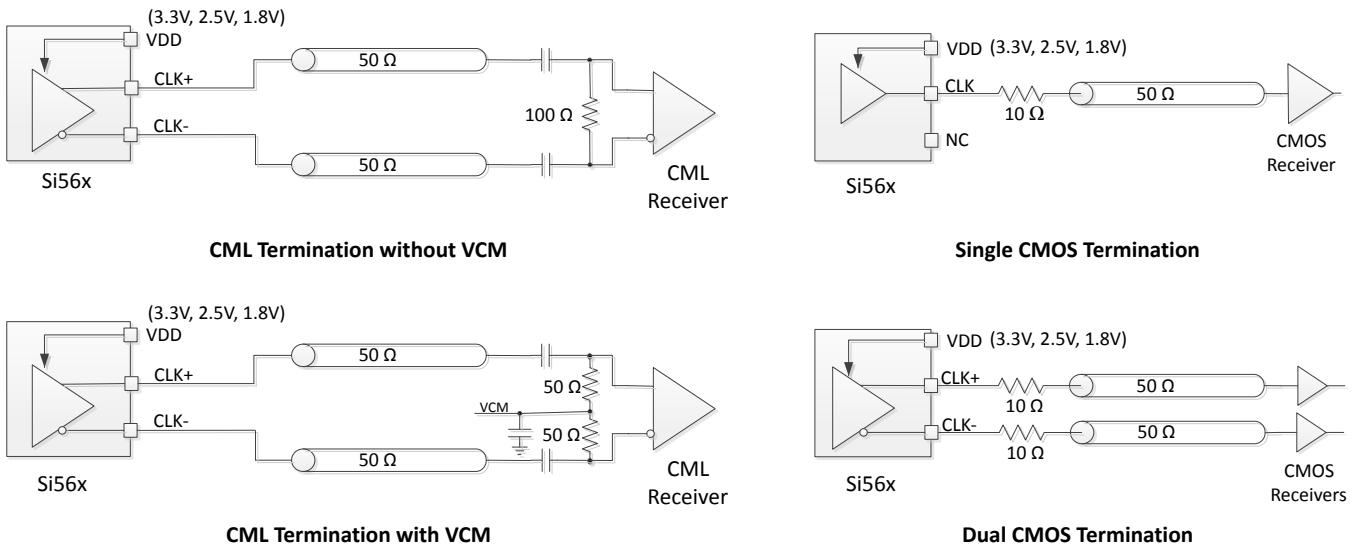 (3.3V, 2.5V, 1.8V)
VDD
CLK+
CLK-
50 Ω
50 Ω
100 Ω
Si56x
CML
Receiver
CML Termination without VCM
VDD (3.3V, 2.5V, 1.8V)
CLK
NC
10 Ω
50 Ω
CMOS
Receiver
Si56x
Single CMOS Termination
(3.3V, 2.5V, 1.8V)
VDD
CLK+
CLK-
50 Ω
50 Ω
50 Ω
VCM
50 Ω
Si56x
CML
Receiver
CML Termination with VCM
VDD (3.3V, 2.5V, 1.8V)
CLK+
10 Ω
50 Ω
CLK-
10 Ω
50 Ω
Si56x
CMOS
Receivers
Dual CMOS Termination